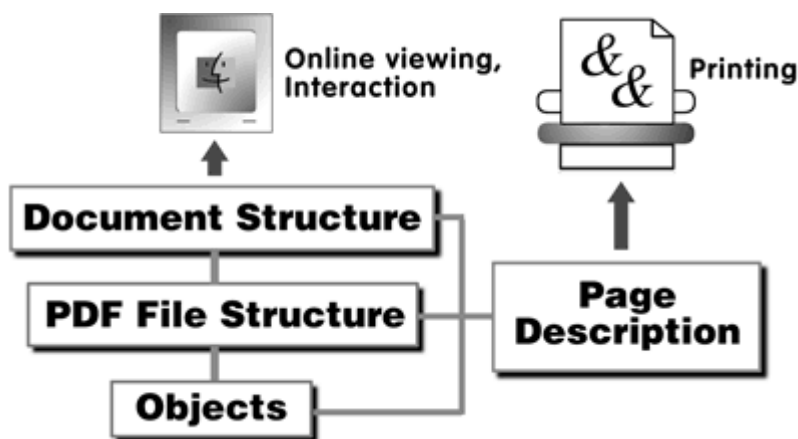 Online viewing,
Interaction
&
&
Printing
Document Structure
PDF File Structure
Objects
Page
Description